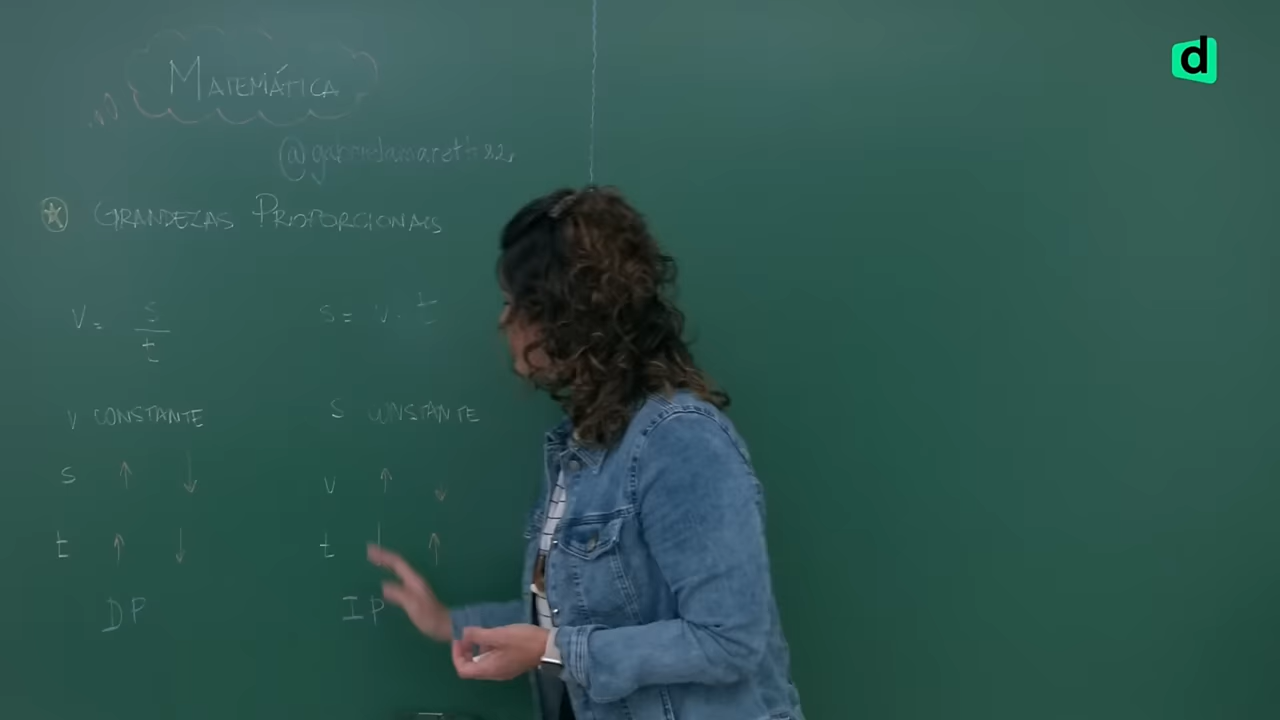 MATEMÁTICA
GRANDEZAS PROPORCIONAIS
V = s/t
s = v . t
V CONSTANTE
S CONSTANTE
s ↑ ↓
v ↑ ↓
t ↑ ↓
t ↓ ↑
DP
IP
d